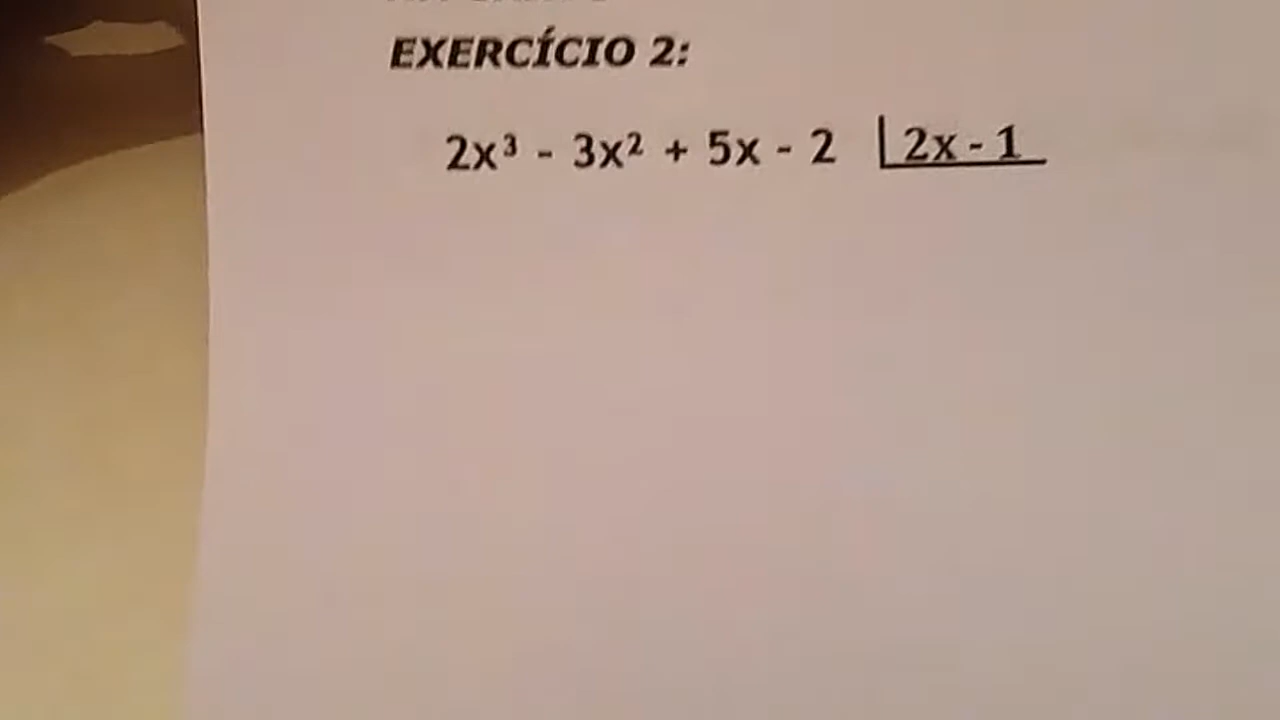 EXERCÍCIO 2:
2x³ - 3x² + 5x - 2 |2x - 1